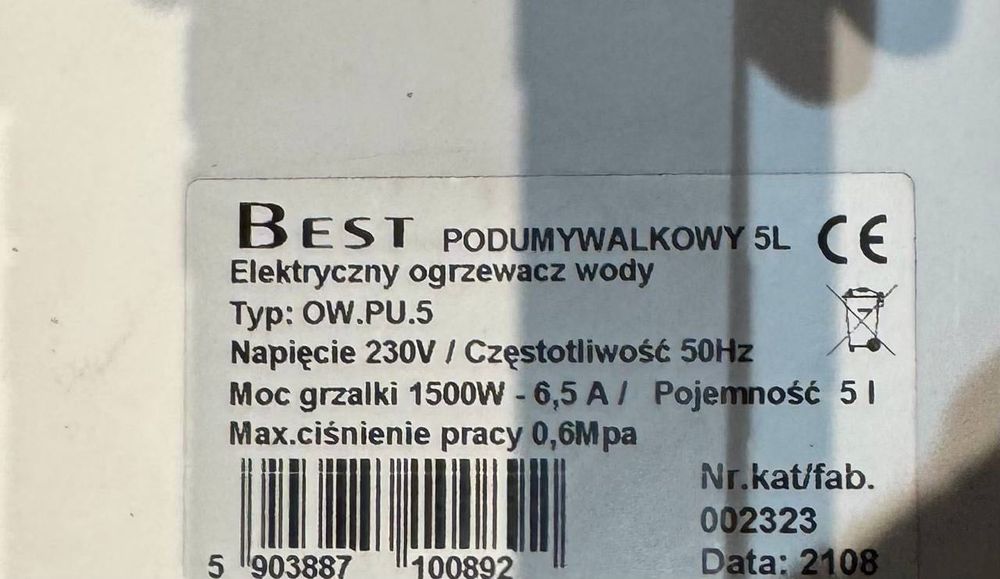 BEST PODUMYWALKOWY 5L CE
Elektryczny ogrzewacz wody
Typ: OW.PU.5
Napięcie 230V / Częstotliwość 50Hz
Moc grzalki 1500W - 6,5 A / Pojemność 5 l
Max.ciśnienie pracy 0,6Mpa
Nr.kat/fab.
002323
Data: 2108
5 903887 100892